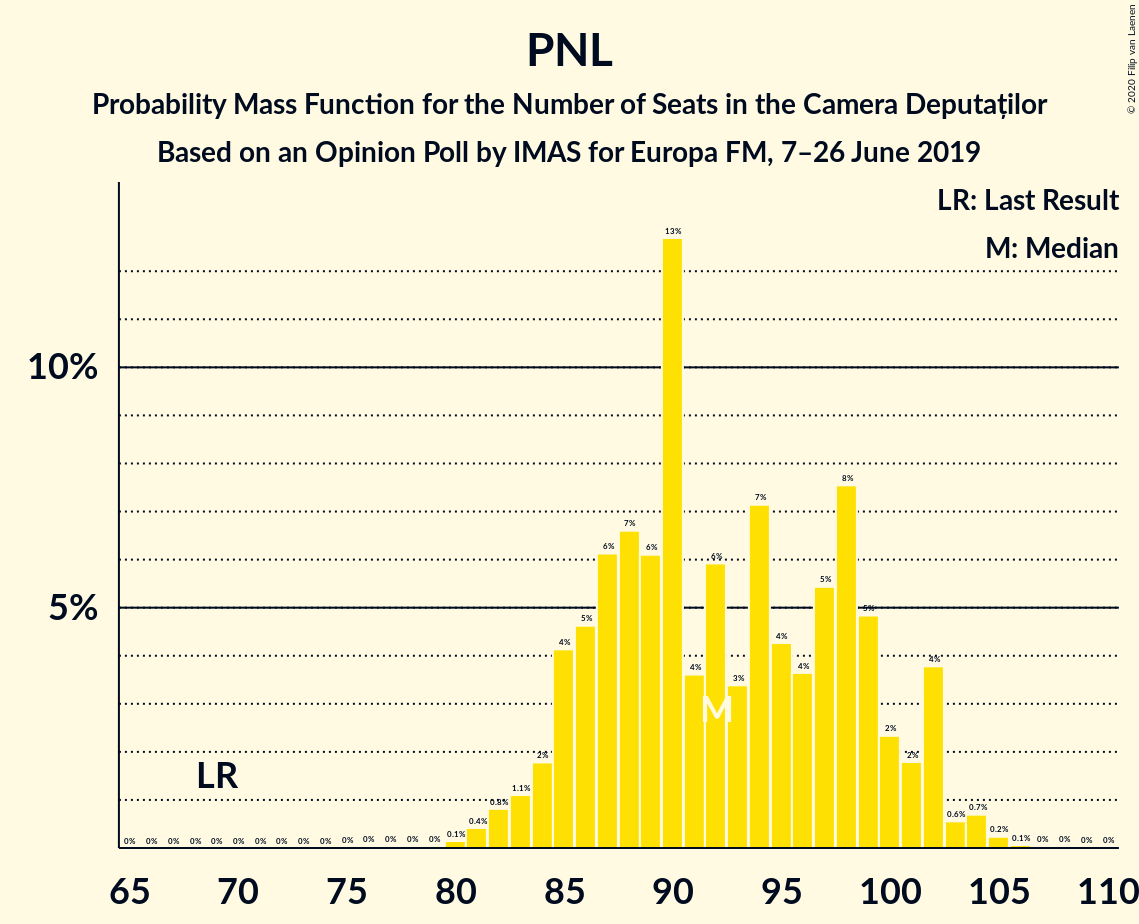 PNL
Probability Mass Function for the Number of Seats in the Camera Deputaților
Based on an Opinion Poll by IMAS for Europa FM, 7–26 June 2019
© 2020 Filip van Laenen
LR: Last Result
M: Median
10%
5%
0% 0% 0% 0% 0% 0% 0% 0% 0% 0% 0% 0% 0% 0% 0% 0.1% 0.4% 0.8% 1.1% 2% 4% 5% 6% 7% 6% 13% 4% 6% 3% 7% 4% 4% 5% 8% 5% 2% 2% 4% 0.6% 0.7% 0.2% 0.1% 0% 0% 0% 0%
LR
M
65 70 75 80 85 90 95 100 105 110